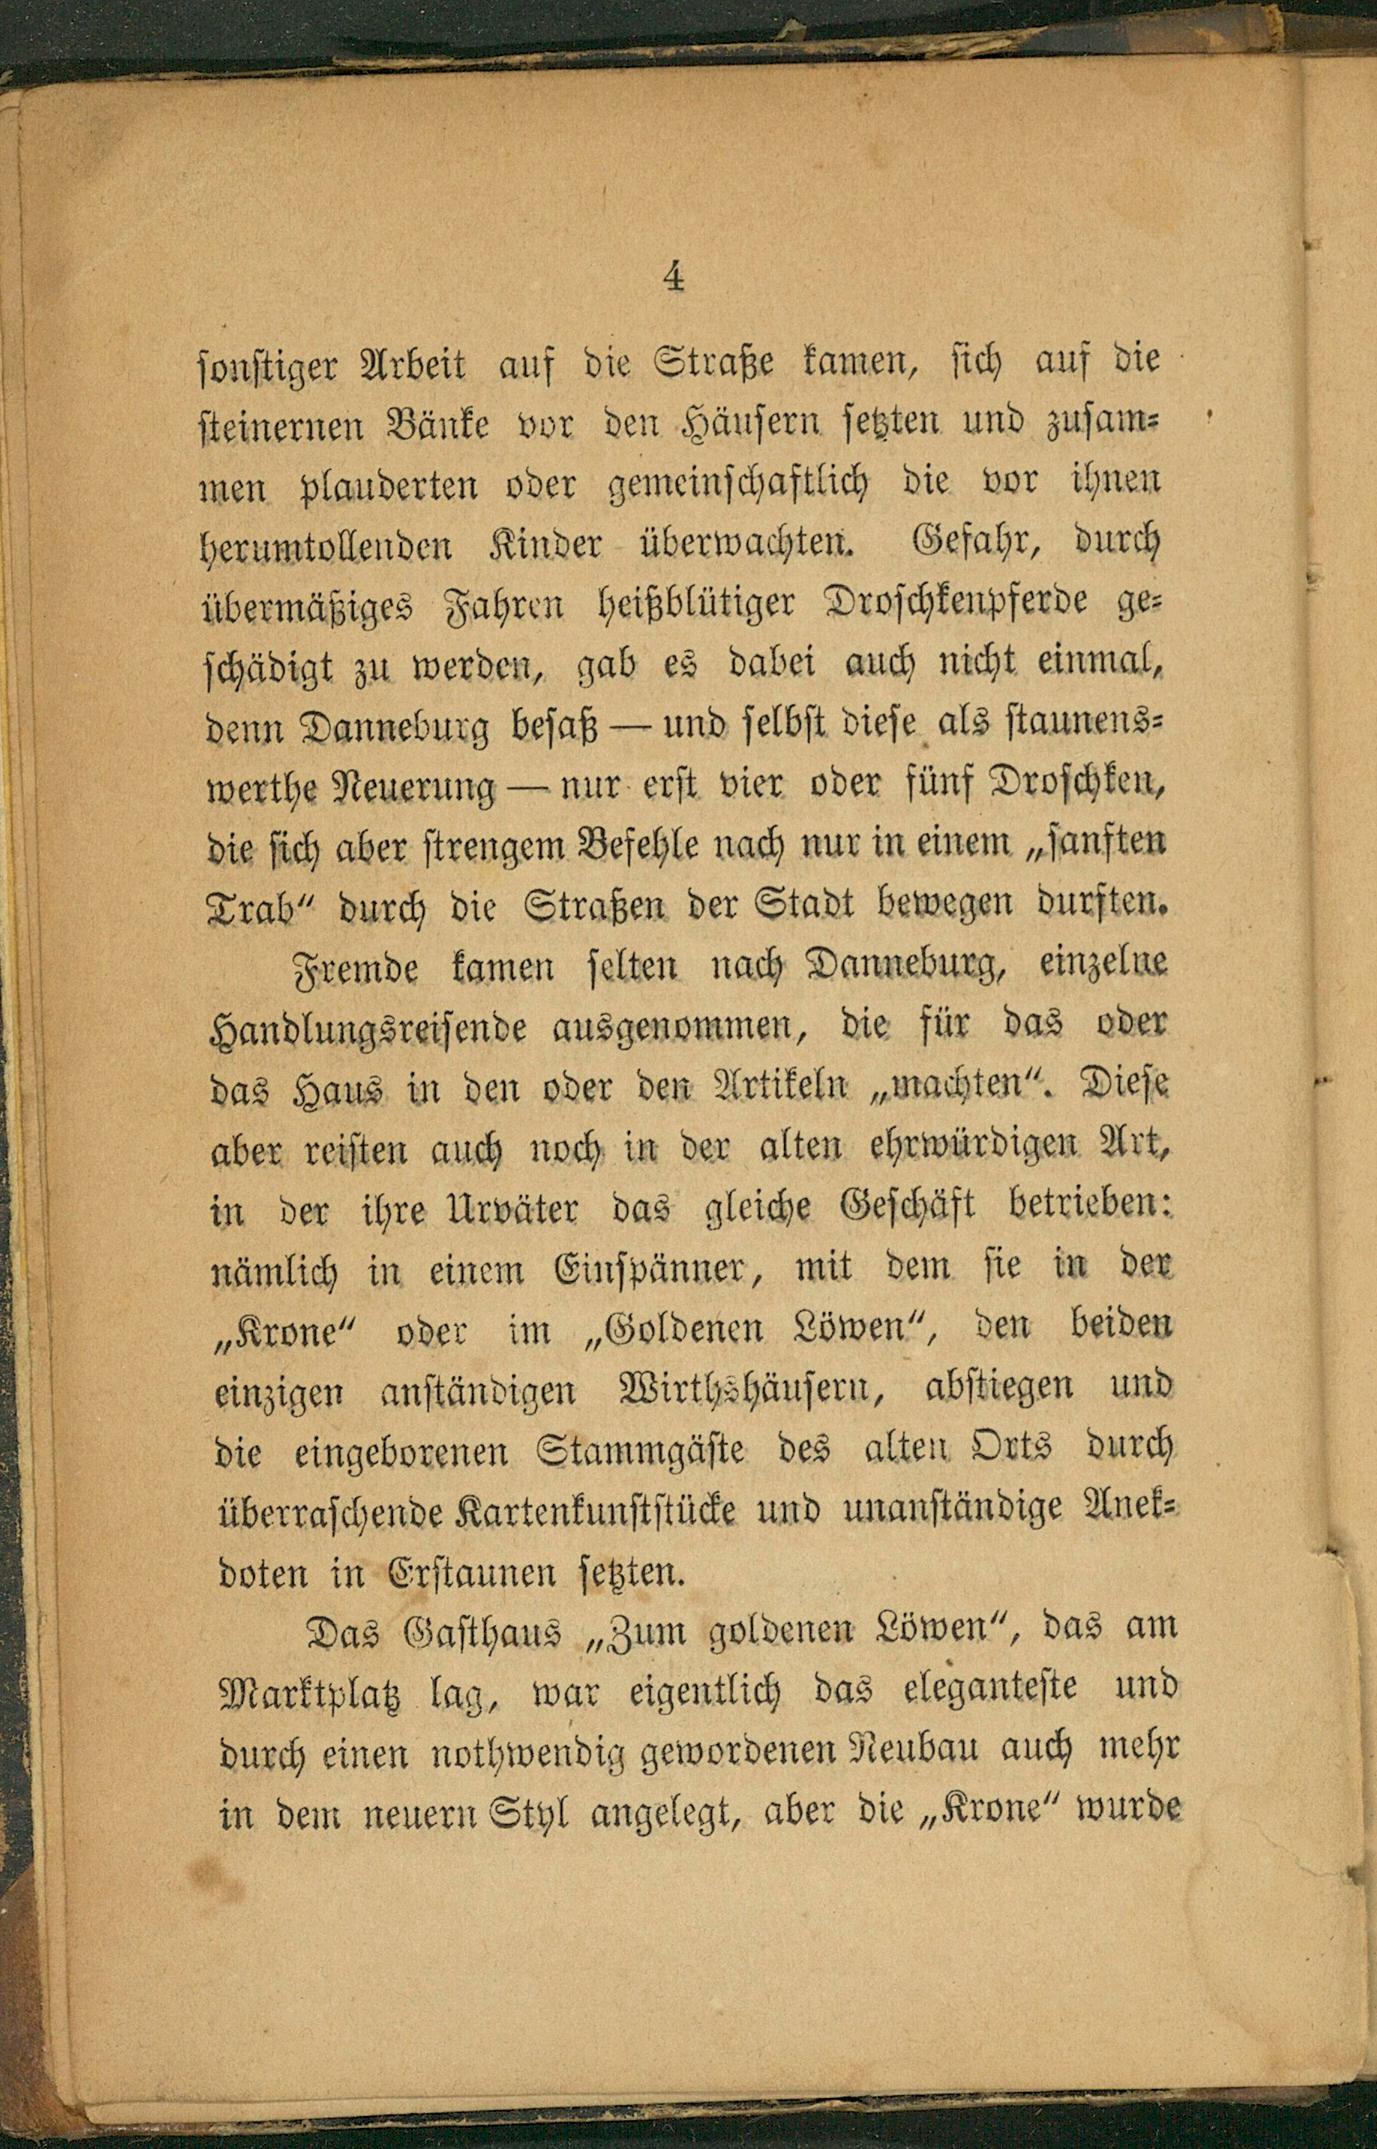 4
sonstiger Arbeit auf die Straße kamen, sich auf die
steinernen Bänke vor den Häusern setzten und zusam-
men plauderten oder gemeinschaftlich die vor ihnen
herumtollenden Kinder überwachten. Gefahr, durch
übermäßiges Fahren heißblütiger Droschkenpferde ge-
schädigt zu werden, gab es dabei auch nicht einmal,
denn Danneburg besaß — und selbst diese als staunens-
werthe Neuerung — nur erst vier oder fünf Droschken,
die sich aber strengem Befehle nach nur in einem „sanften
Trab“ durch die Straßen der Stadt bewegen durften.
Fremde kamen selten nach Danneburg, einzelne
Handlungsreisende ausgenommen, die für das oder
das Haus in den oder den Artikeln „machten“. Diese
aber reisten auch noch in der alten ehrwürdigen Art,
in der ihre Urväter das gleiche Geschäft betrieben:
nämlich in einem Einspänner, mit dem sie in der
„Krone“ oder im „Goldenen Löwen“, den beiden
einzigen anständigen Wirthshäusern, abstiegen und
die eingeborenen Stammgäste des alten Orts durch
überraschende Kartenkunststücke und unanständige Anek-
doten in Erstaunen setzten.
Das Gasthaus „Zum goldenen Löwen“, das am
Marktplatz lag, war eigentlich das eleganteste und
durch einen nothwendig gewordenen Neubau auch mehr
in dem neuern Styl angelegt, aber die „Krone“ wurde